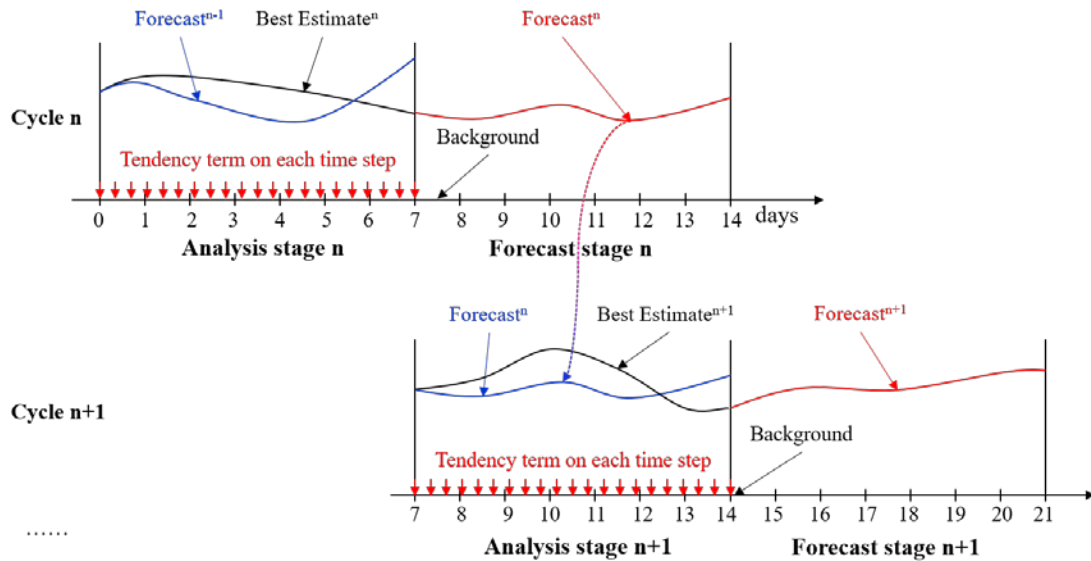 Forecastⁿ⁻¹ Best Estimateⁿ Forecastⁿ
Cycle n
Background
Tendency term on each time step
0 1 2 3 4 5 6 7 8 9 10 11 12 13 14 days
Analysis stage n Forecast stage n
Forecastⁿ Best Estimateⁿ⁺¹ Forecastⁿ⁺¹
Cycle n+1
Background
Tendency term on each time step
7 8 9 10 11 12 13 14 15 16 17 18 19 20 21
...... Analysis stage n+1 Forecast stage n+1